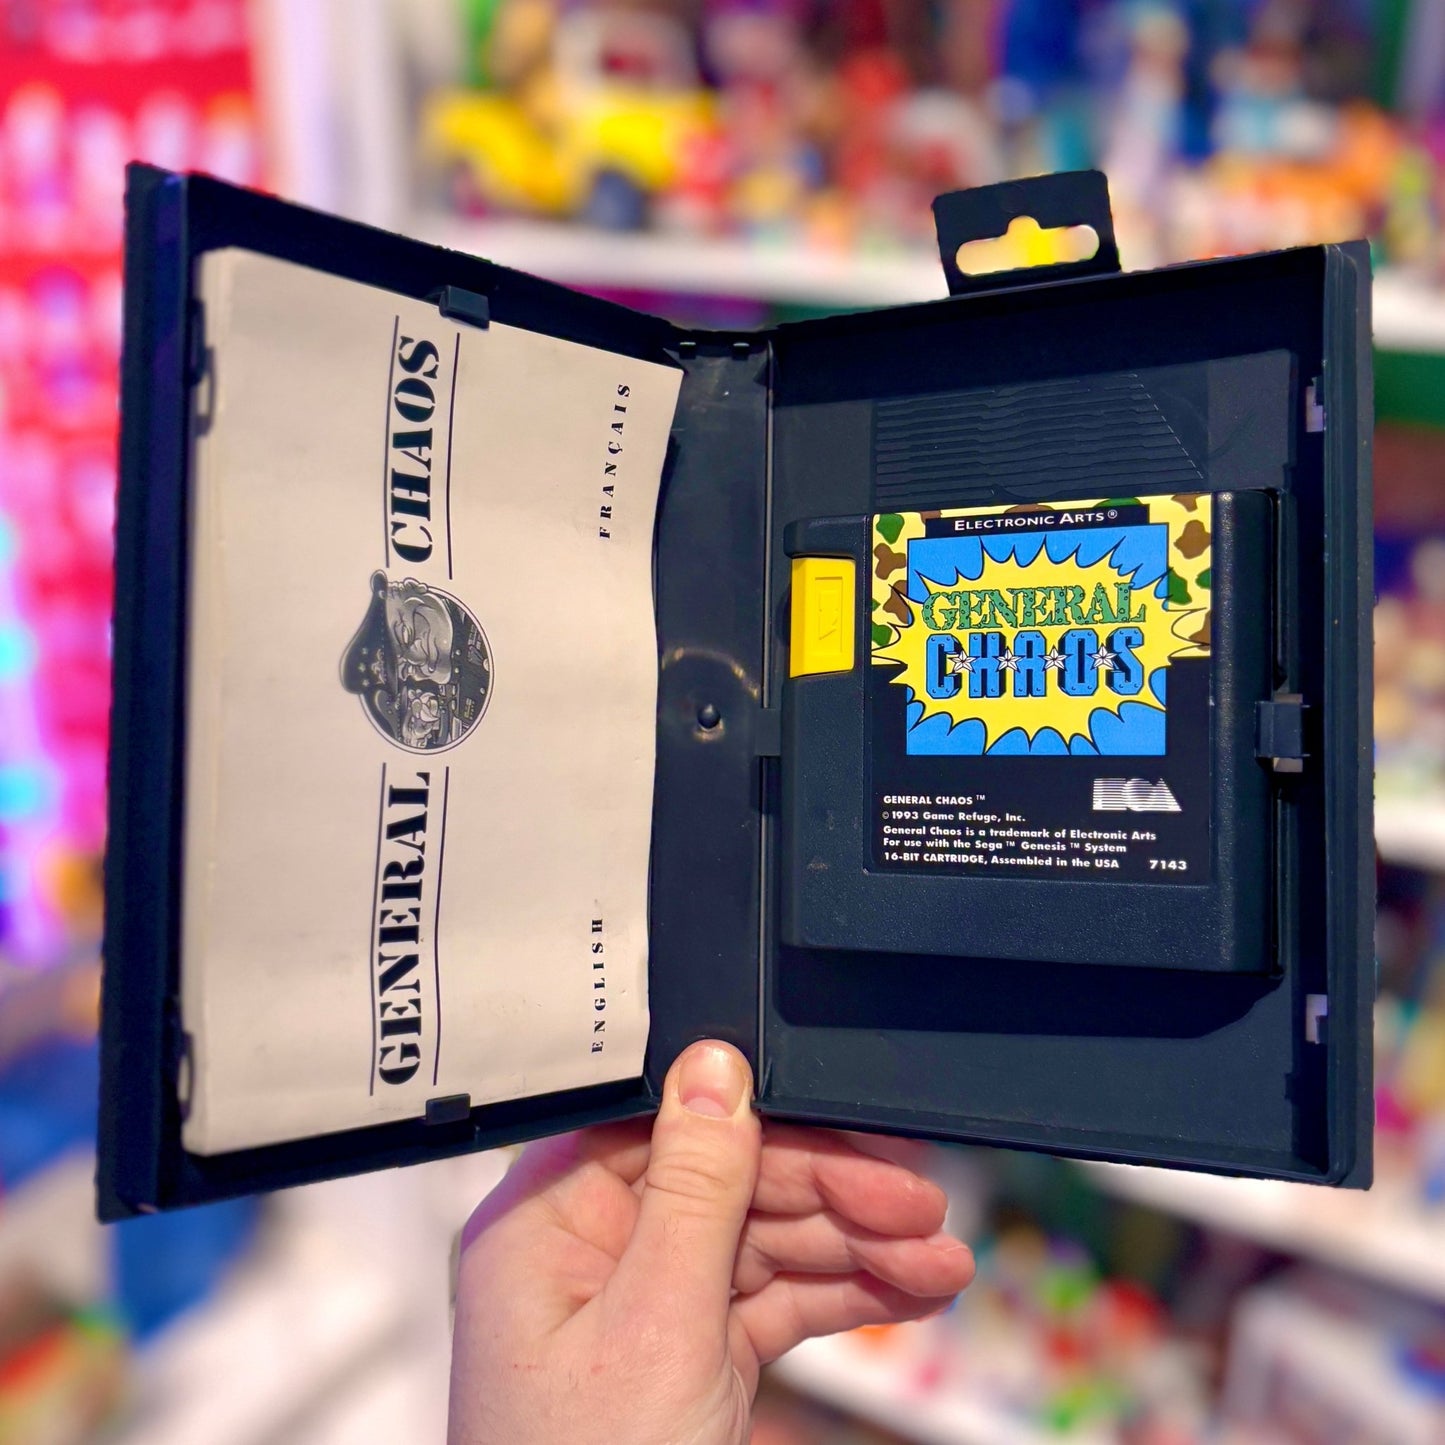 GENERAL CHAOS
FRANÇAIS
ENGLISH
ELECTRONIC ARTS®
GENERAL
CHAOS
EA
GENERAL CHAOS™
© 1993 Game Refuge, Inc.
General Chaos is a trademark of Electronic Arts
For use with the Sega™ Genesis™ System
16-BIT CARTRIDGE, Assembled in the USA 7143